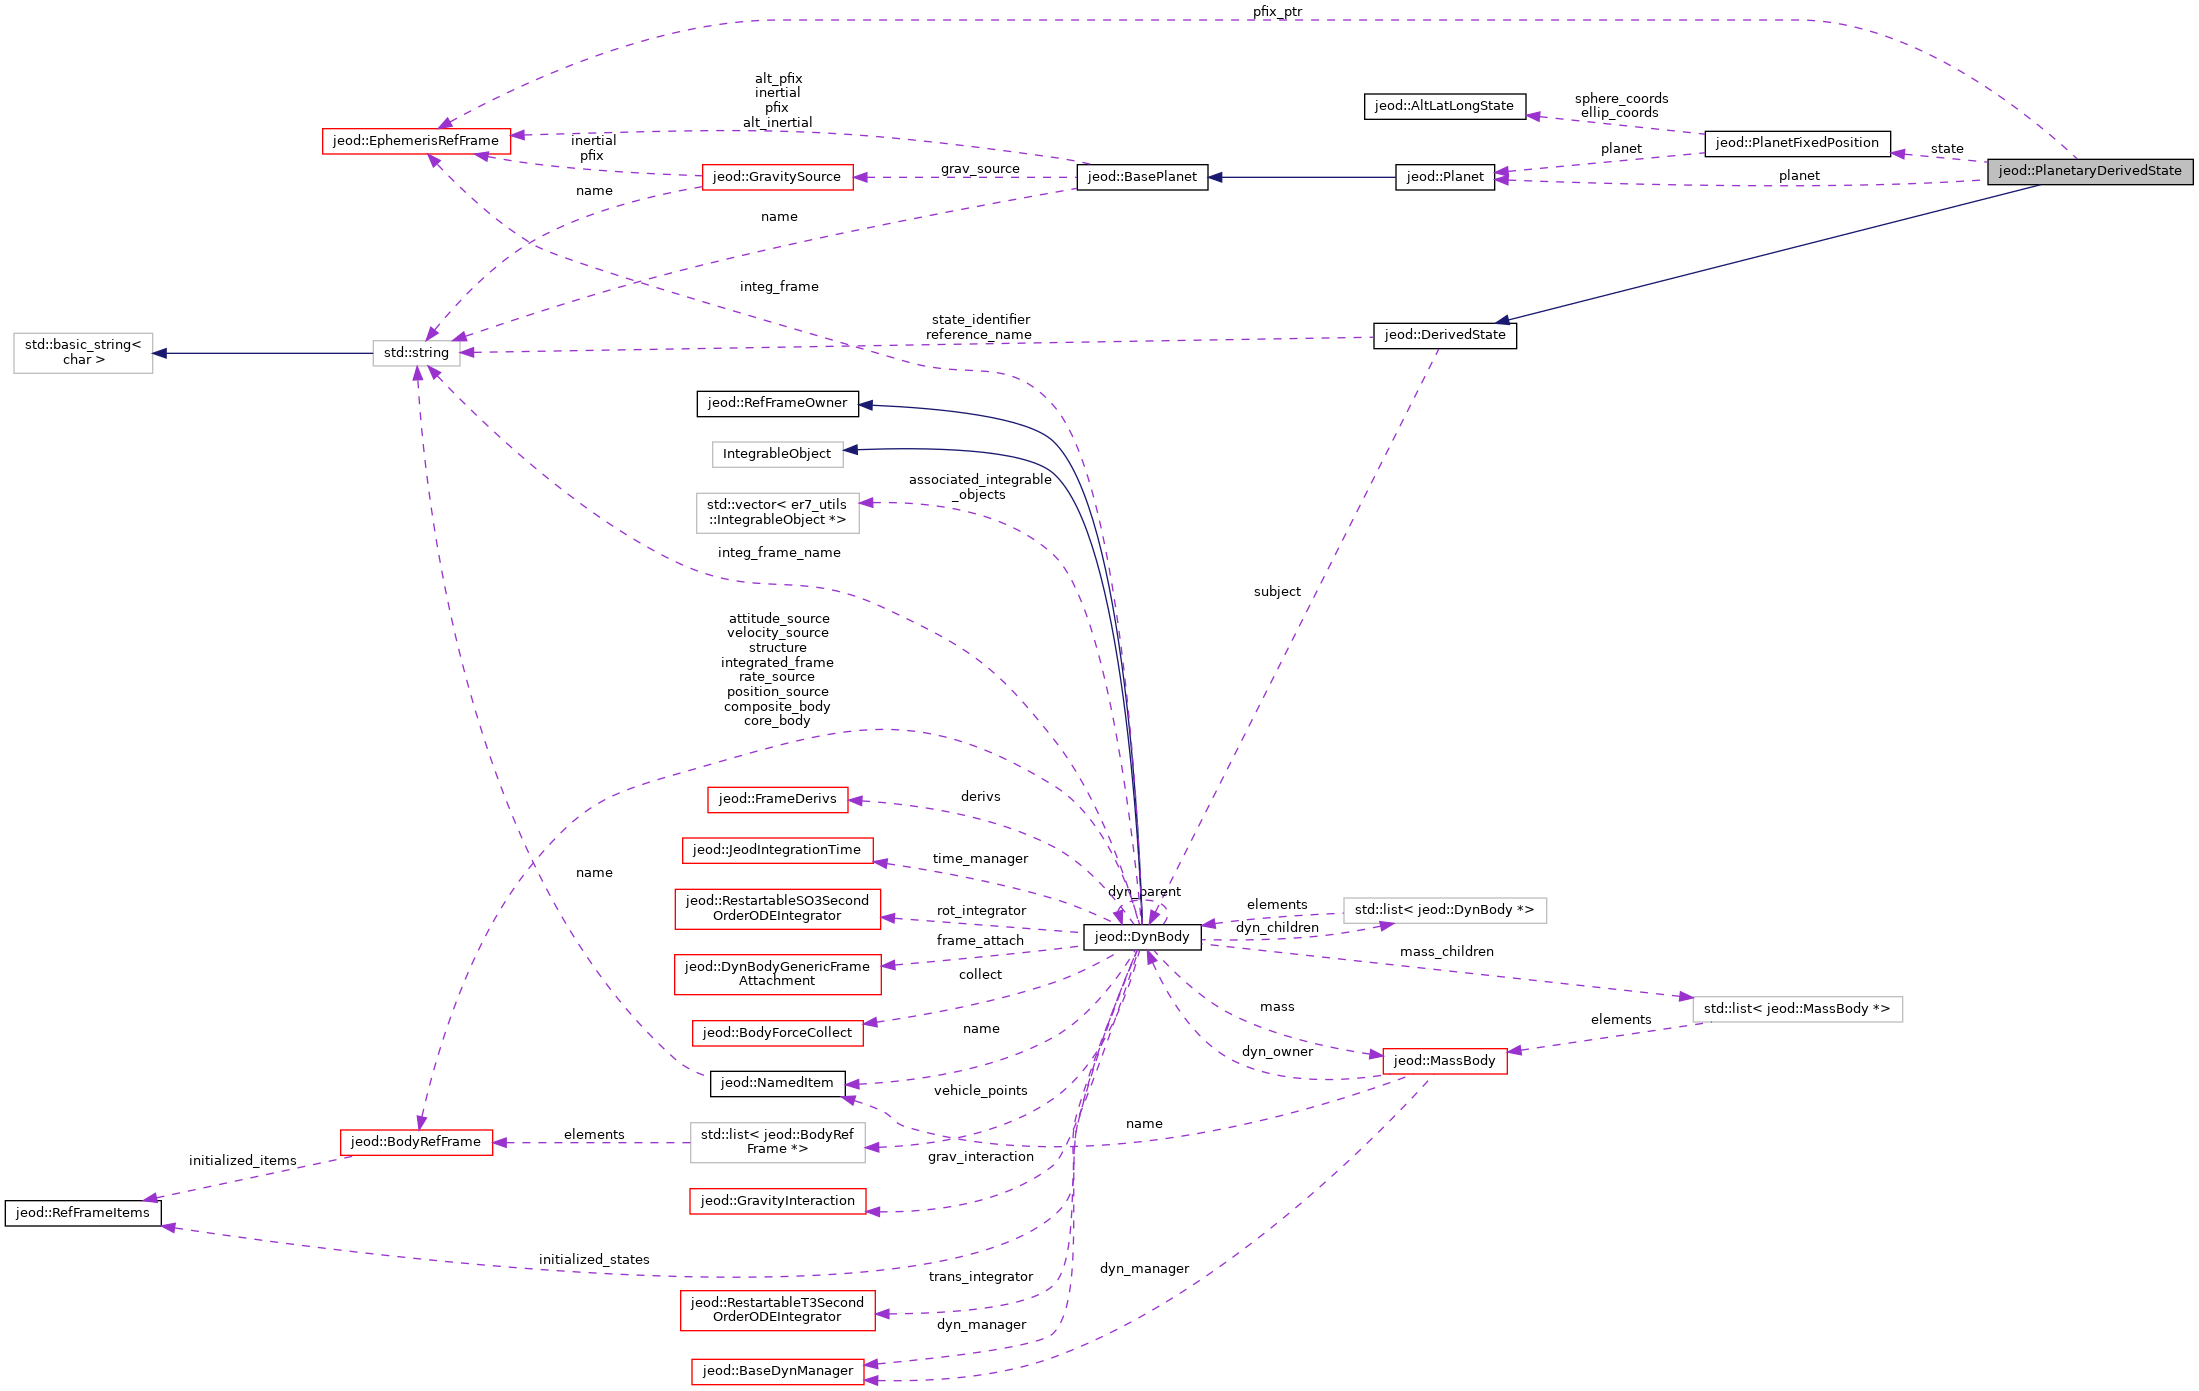 pfix_ptr
alt_pfix
inertial
pfix
alt_inertial
jeod::EphemerisRefFrame
inertial
pfix
jeod::GravitySource
name
grav_source
name
jeod::BasePlanet
jeod::Planet
jeod::AltLatLongState
sphere_coords
ellip_coords
planet
jeod::PlanetFixedPosition
state
planet
jeod::PlanetaryDerivedState
integ_frame
state_identifier
reference_name
jeod::DerivedState
std::basic_string<
char >
std::string
jeod::RefFrameOwner
IntegrableObject
associated_integrable
_objects
std::vector< er7_utils
::IntegrableObject *>
integ_frame_name
subject
attitude_source
velocity_source
structure
integrated_frame
rate_source
position_source
composite_body
core_body
jeod::FrameDerivs
derivs
jeod::JeodIntegrationTime
time_manager
name
jeod::RestartableSO3Second
OrderODEIntegrator
rot_integrator
dyn_parent
jeod::DynBody
elements
dyn_children
std::list< jeod::DynBody *>
jeod::DynBodyGenericFrame
Attachment
frame_attach
collect
mass_children
jeod::BodyForceCollect
name
mass
std::list< jeod::MassBody *>
elements
dyn_owner
jeod::MassBody
jeod::NamedItem
vehicle_points
name
jeod::BodyRefFrame
elements
std::list< jeod::BodyRef
Frame *>
initialized_items
grav_interaction
jeod::GravityInteraction
jeod::RefFrameItems
initialized_states
trans_integrator
dyn_manager
jeod::RestartableT3Second
OrderODEIntegrator
dyn_manager
jeod::BaseDynManager